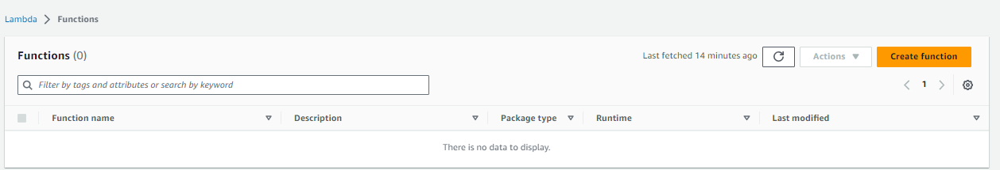 Lambda > Functions
Functions (0) Last fetched 14 minutes ago Actions Create function
Filter by tags and attributes or search by keyword
1
Function name Description Package type Runtime Last modified
There is no data to display.